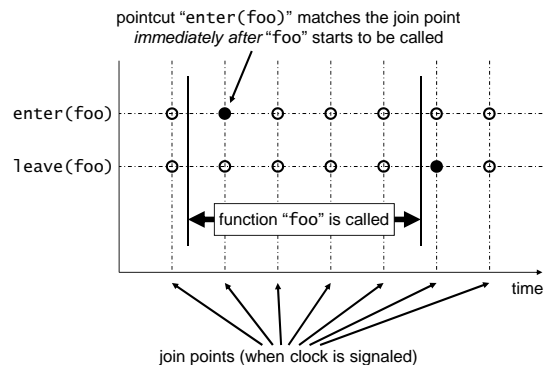 pointcut “enter(foo)” matches the join point
immediately after “foo” starts to be called
enter(foo)
leave(foo)
function “foo” is called
time
join points (when clock is signaled)